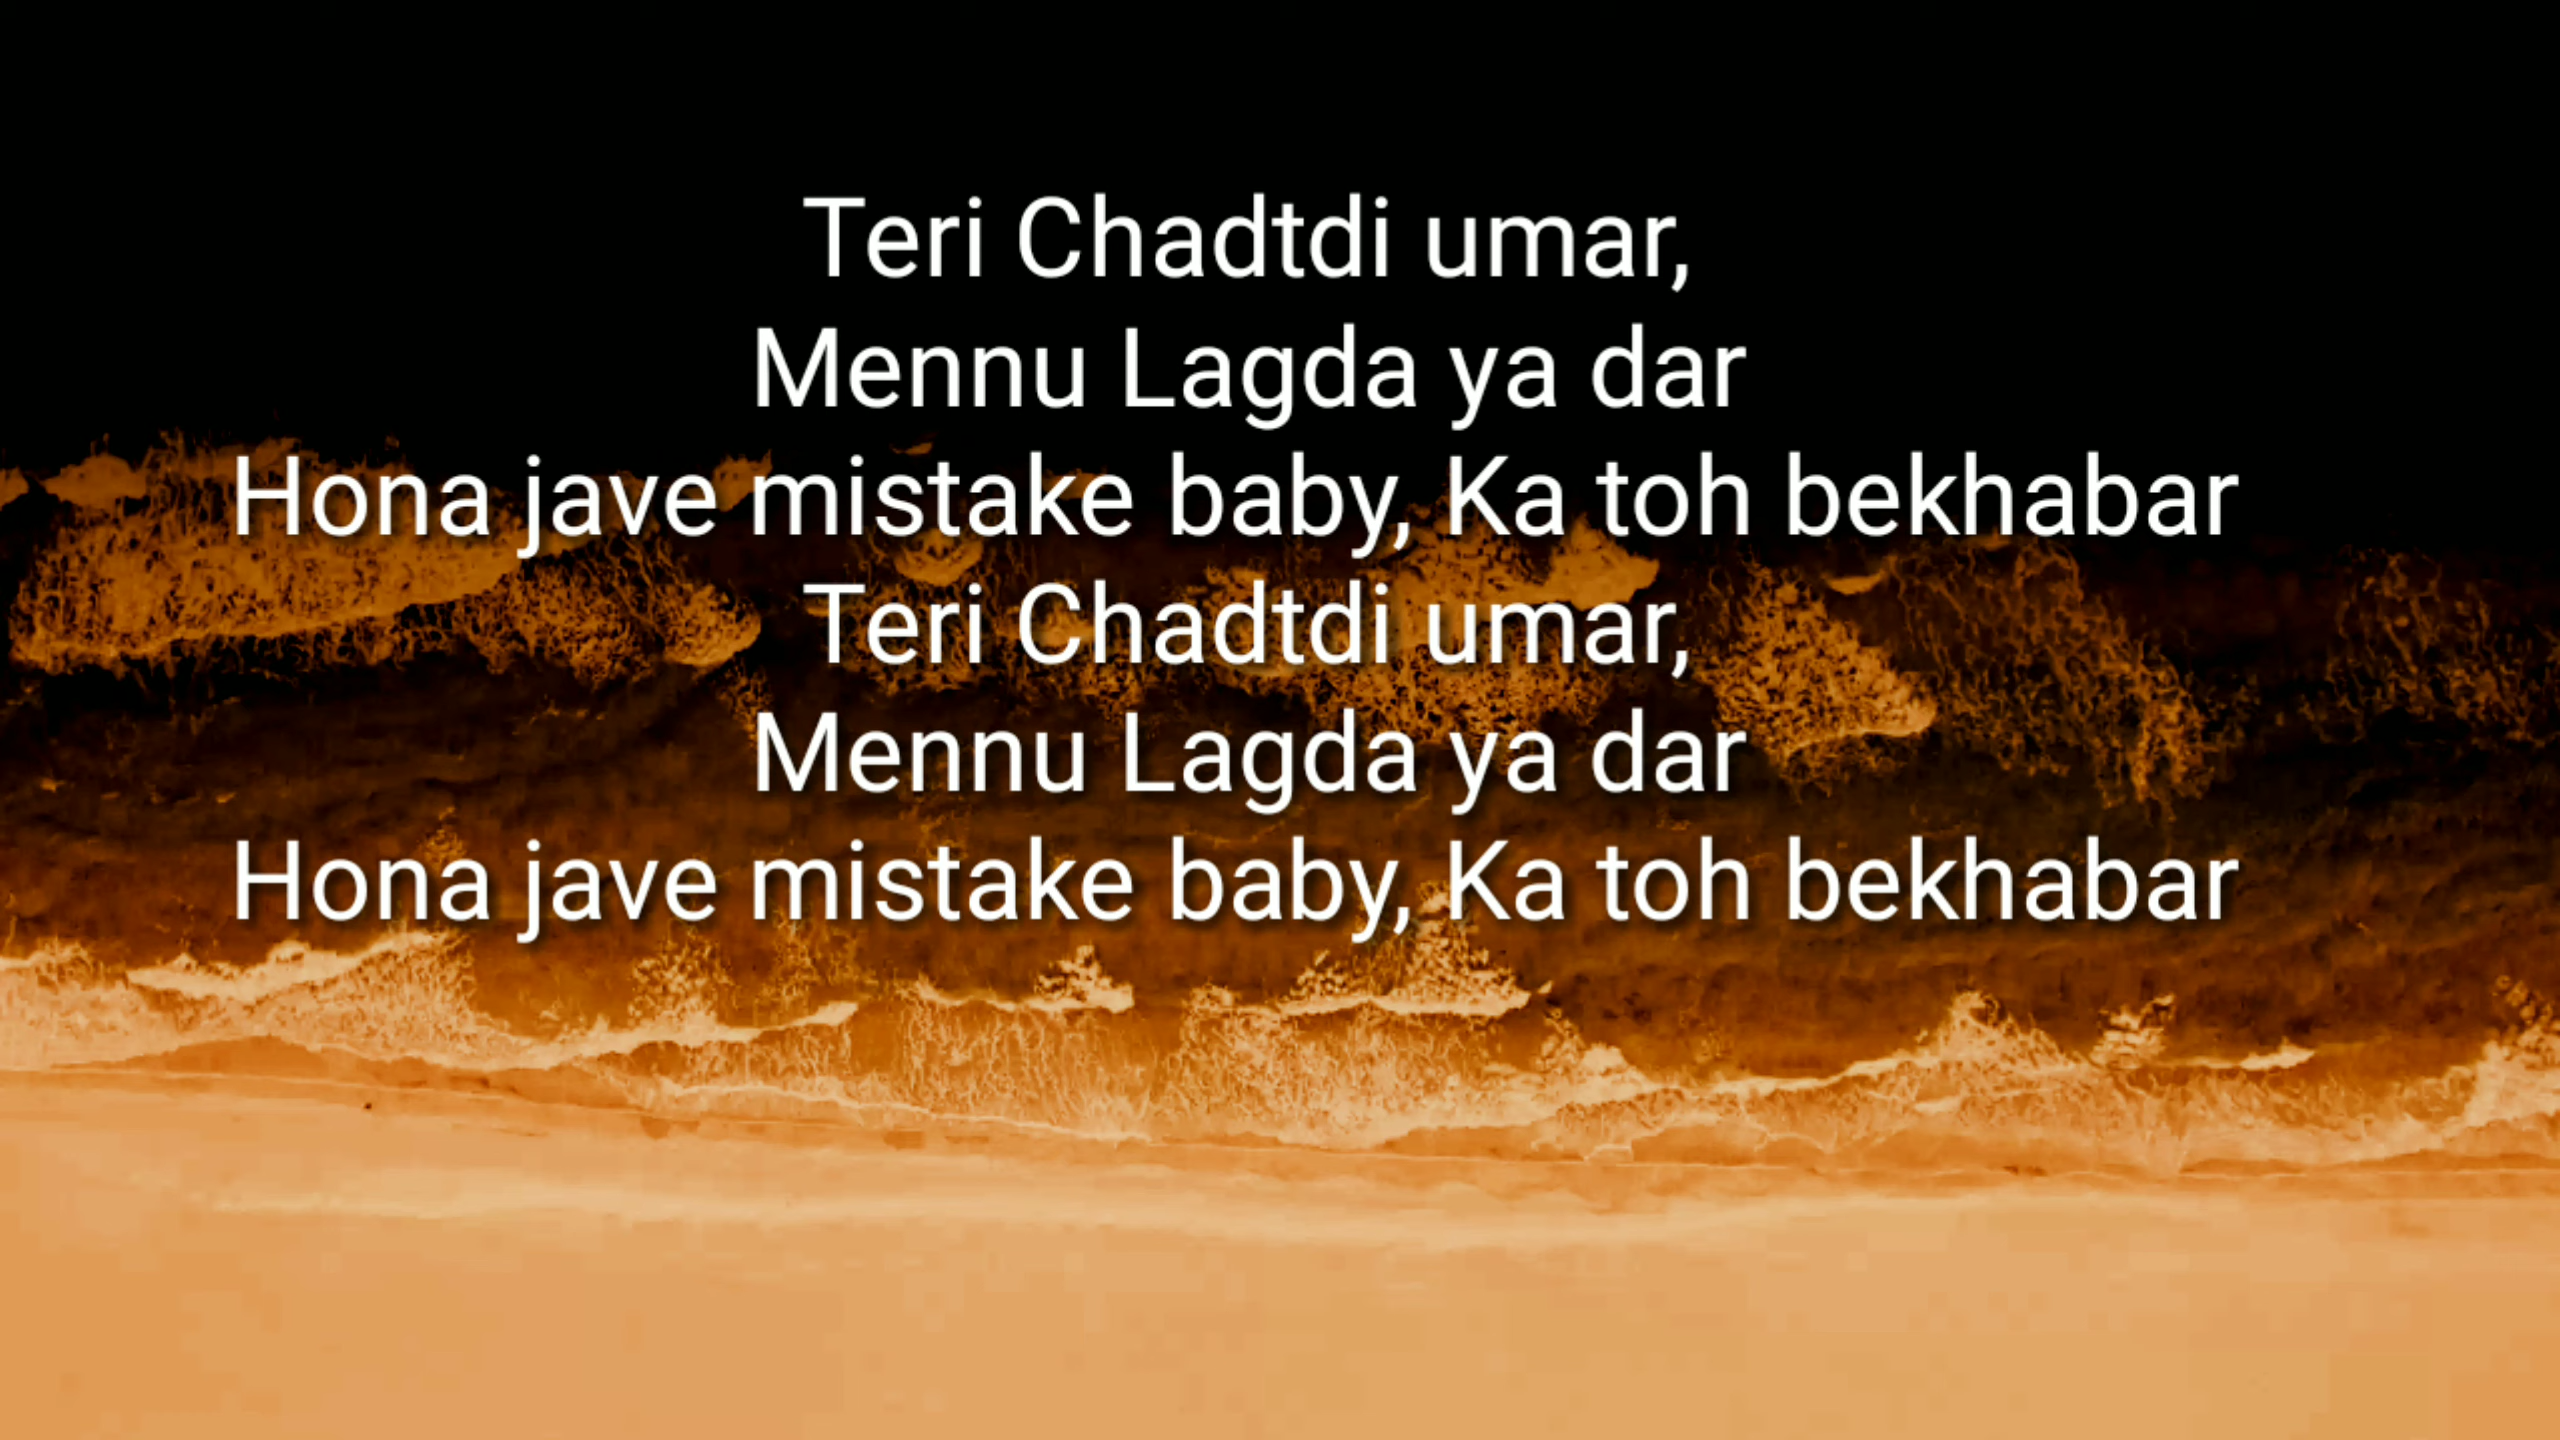 Teri Chadtdi umar,
Mennu Lagda ya dar
Hona jave mistake baby, Ka toh bekhabar
Teri Chadtdi umar,
Mennu Lagda ya dar
Hona jave mistake baby, Ka toh bekhabar